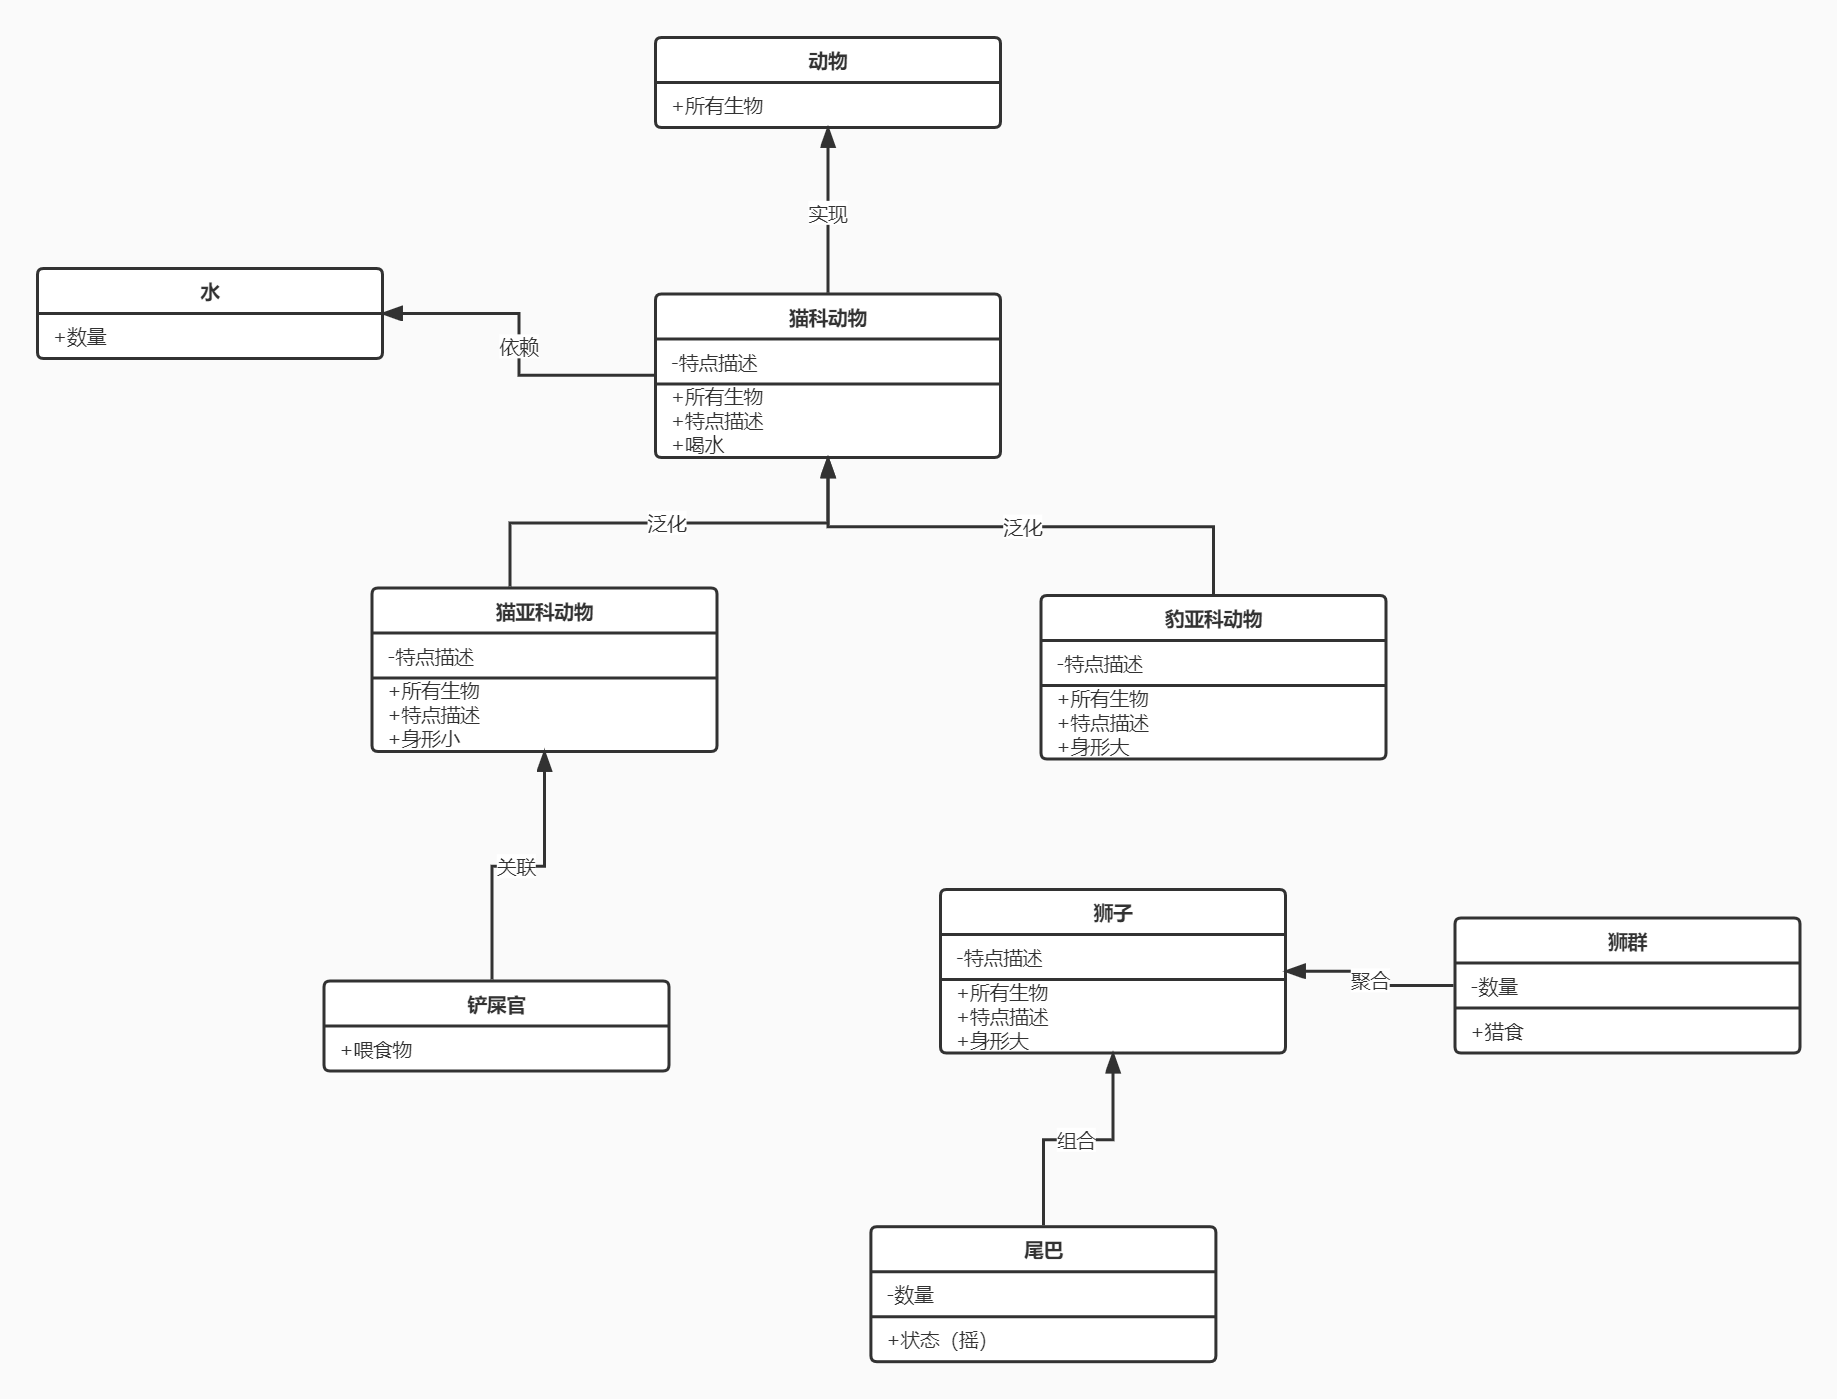 动物
+所有生物
实现
水
+数量
依赖
猫科动物
-特点描述
+所有生物
+特点描述
+喝水
泛化
泛化
猫亚科动物
-特点描述
+所有生物
+特点描述
+身形小
豹亚科动物
-特点描述
+所有生物
+特点描述
+身形大
关联
铲屎官
+喂食物
狮子
-特点描述
+所有生物
+特点描述
+身形大
聚合
狮群
-数量
+猎食
组合
尾巴
-数量
+状态（摇）